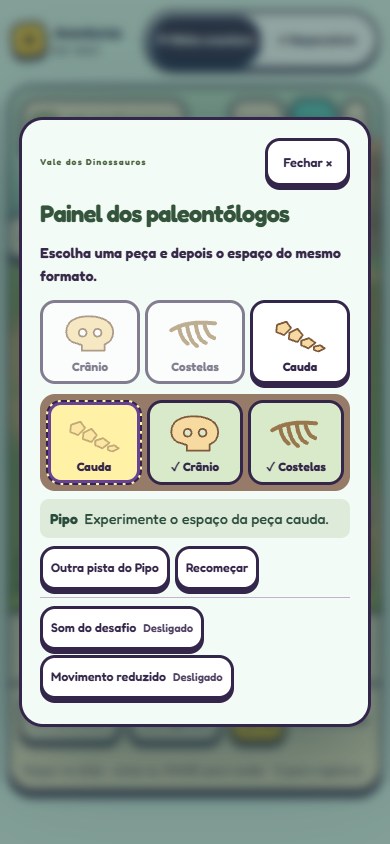 Vale dos Dinossauros
Fechar ×
Painel dos paleontólogos
Escolha uma peça e depois o espaço do mesmo
formato.
Crânio
Costelas
Cauda
Cauda
✓ Crânio
✓ Costelas
Pipo Experimente o espaço da peça cauda.
Outra pista do Pipo
Recomeçar
Som do desafio Desligado
Movimento reduzido Desligado